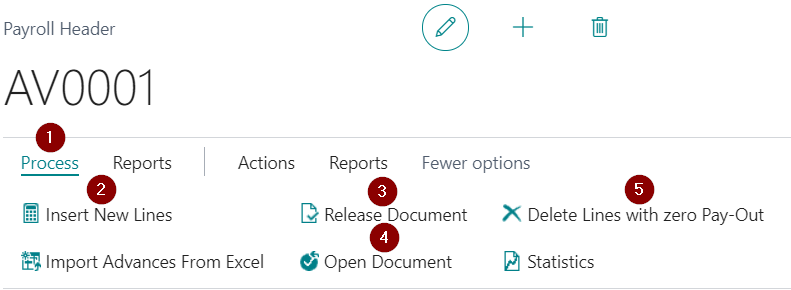 Payroll Header
AV0001
1
Process Reports Actions Reports Fewer options
2 3 5
Insert New Lines Release Document Delete Lines with zero Pay-Out
4
Import Advances From Excel Open Document Statistics